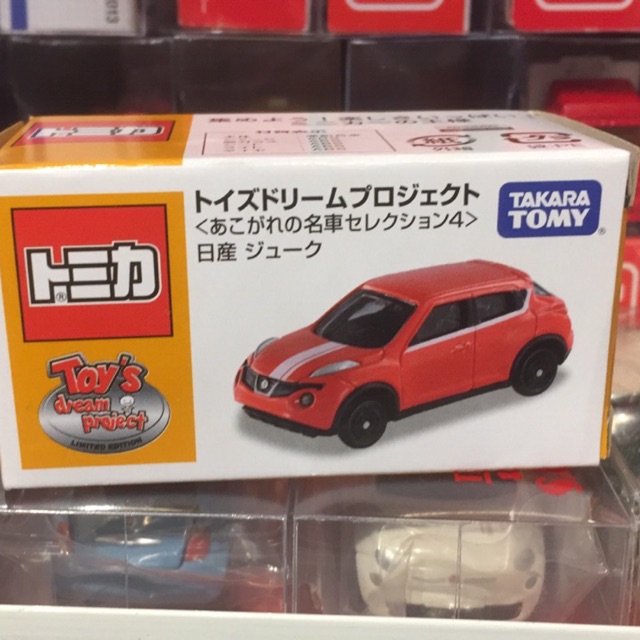 2013
トイズドリームプロジェクト
<あこがれの名車セレクション4>
日産 ジューク
TAKARA
TOMY®
トミカ
®
Toy's
dream
project
LIMITED EDITION